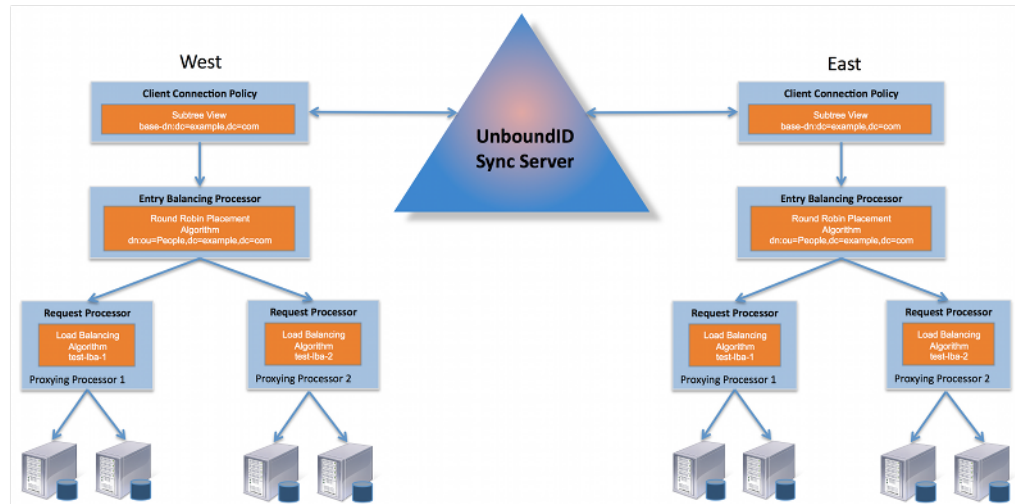 West
East
Client Connection Policy
Subtree View
base-dn:dc=example,dc=com
UnboundID
Sync Server
Client Connection Policy
Subtree View
base-dn:dc=example,dc=com
Entry Balancing Processor
Round Robin Placement
Algorithm
dn:ou=People,dc=example,dc=com
Entry Balancing Processor
Round Robin Placement
Algorithm
dn:ou=People,dc=example,dc=com
Request Processor
Load Balancing
Algorithm
test-lba-1
Proxying Processor 1
Request Processor
Load Balancing
Algorithm
test-lba-2
Proxying Processor 2
Request Processor
Load Balancing
Algorithm
test-lba-1
Proxying Processor 1
Request Processor
Load Balancing
Algorithm
test-lba-2
Proxying Processor 2